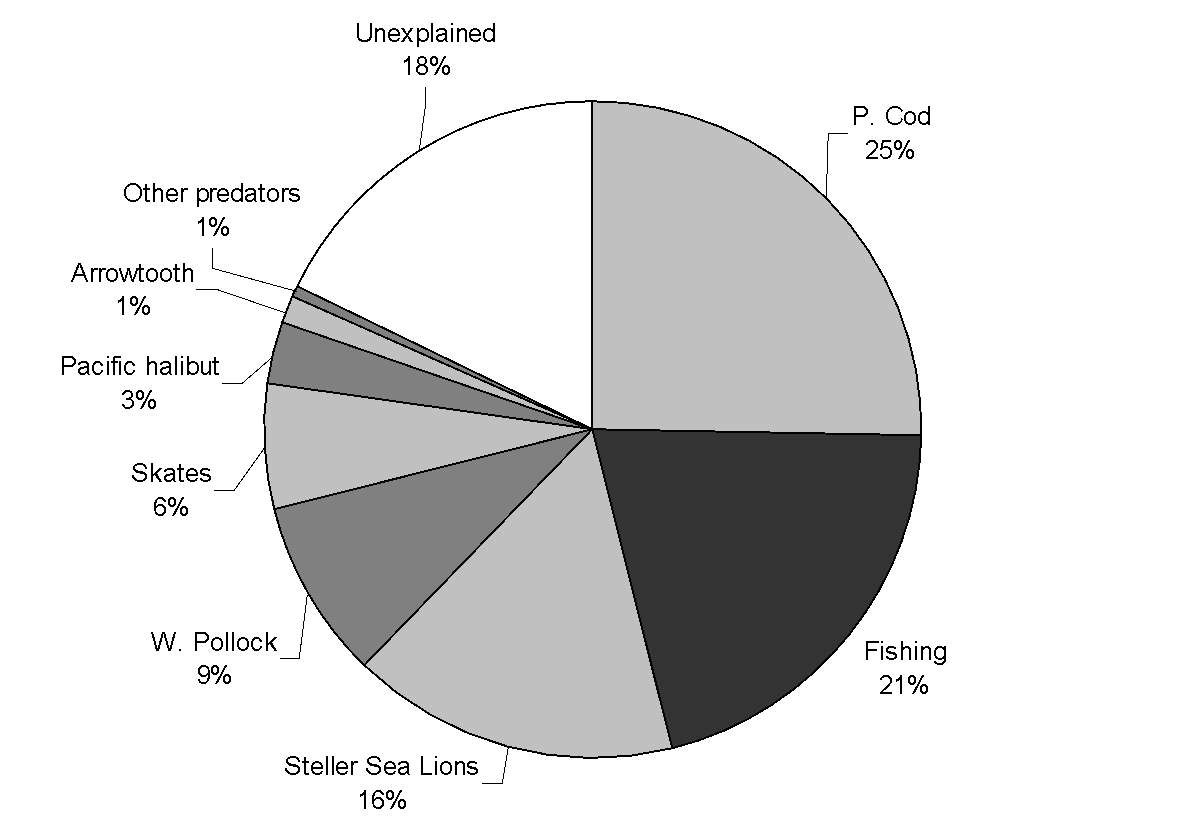 Unexplained
18%
P. Cod
25%
Other predators
1%
Arrowtooth
1%
Pacific halibut
3%
Skates
6%
W. Pollock
9%
Fishing
21%
Steller Sea Lions
16%